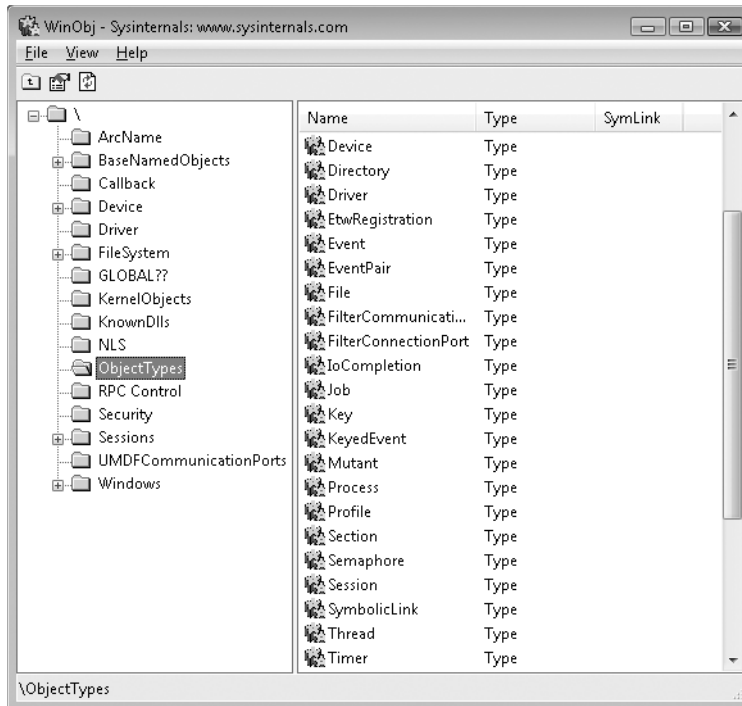 WinObj - Sysinternals: www.sysinternals.com
File View Help
\
ArcName
BaseNamedObjects
Callback
Device
Driver
FileSystem
GLOBAL??
KernelObjects
KnownDlls
NLS
ObjectTypes
RPC Control
Security
Sessions
UMDFCommunicationPorts
Windows
Name Type SymLink
Device Type
Directory Type
Driver Type
EtwRegistration Type
Event Type
EventPair Type
File Type
FilterCommunicati... Type
FilterConnectionPort Type
IoCompletion Type
Job Type
Key Type
KeyedEvent Type
Mutant Type
Process Type
Profile Type
Section Type
Semaphore Type
Session Type
SymbolicLink Type
Thread Type
Timer Type
\ObjectTypes